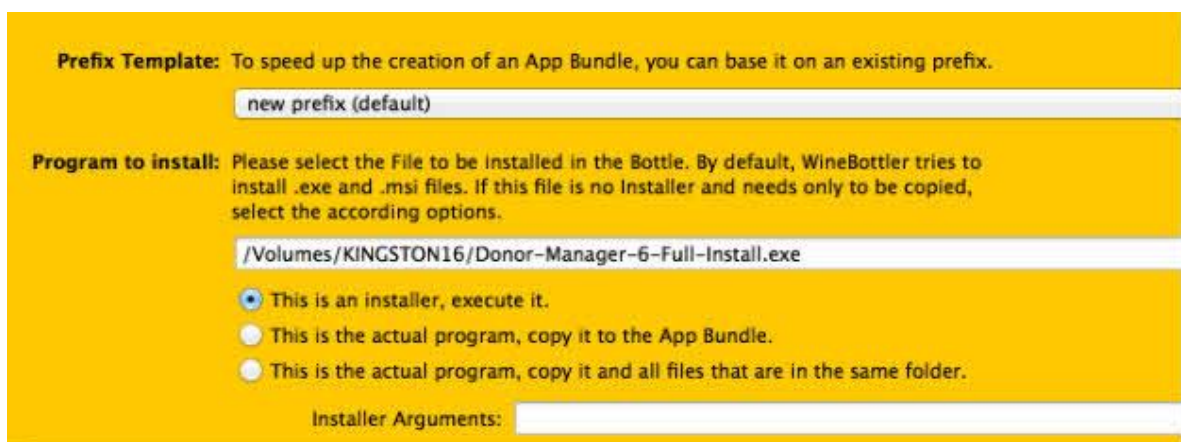 Prefix Template: To speed up the creation of an App Bundle, you can base it on an existing prefix.
new prefix (default)
Program to install: Please select the File to be installed in the Bottle. By default, WineBottler tries to
install .exe and .msi files. If this file is no Installer and needs only to be copied,
select the according options.
/Volumes/KINGSTON16/Donor-Manager-6-Full-Install.exe
This is an installer, execute it.
This is the actual program, copy it to the App Bundle.
This is the actual program, copy it and all files that are in the same folder.
Installer Arguments: